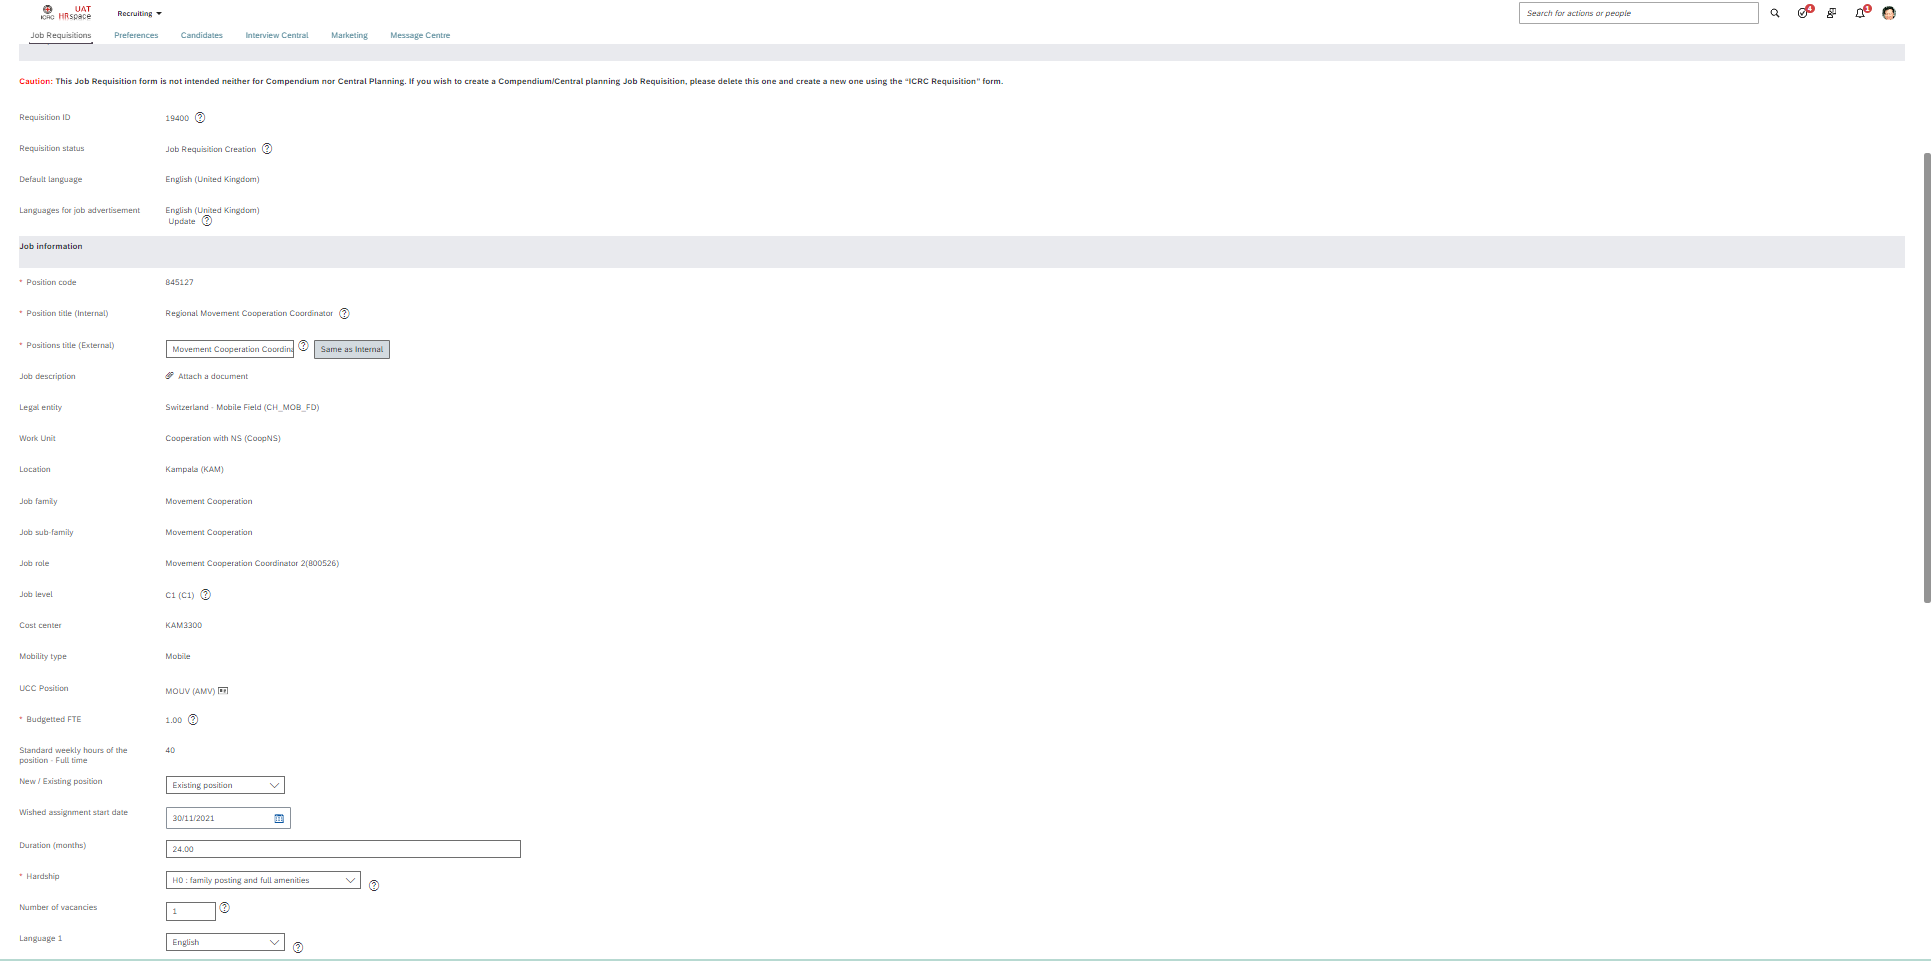 ICRC UAT HRspace Recruiting Search for actions or people 4 1
Job Requisitions Preferences Candidates Interview Central Marketing Message Centre
Caution: This Job Requisition form is not intended neither for Compendium nor Central Planning. If you wish to create a Compendium/Central planning Job Requisition, please delete this one and create a new one using the “ICRC Requisition” form.
Requisition ID 19400 ?
Requisition status Job Requisition Creation ?
Default language English (United Kingdom)
Languages for job advertisement English (United Kingdom)
Update ?
Job information
* Position code 845127
* Position title (Internal) Regional Movement Cooperation Coordinator ?
* Positions title (External) Movement Cooperation Coordina ? Same as Internal
Job description Attach a document
Legal entity Switzerland - Mobile Field (CH_MOB_FD)
Work Unit Cooperation with NS (CoopNS)
Location Kampala (KAM)
Job family Movement Cooperation
Job sub-family Movement Cooperation
Job role Movement Cooperation Coordinator 2(800526)
Job level C1 (C1) ?
Cost center KAM3300
Mobility type Mobile
UCC Position MOUV (AMV)
* Budgetted FTE 1.00 ?
Standard weekly hours of the position - Full time 40
New / Existing position Existing position
Wished assignment start date 30/11/2021
Duration (months) 24.00
* Hardship H0 : family posting and full amenities ?
Number of vacancies 1 ?
Language 1 English ?